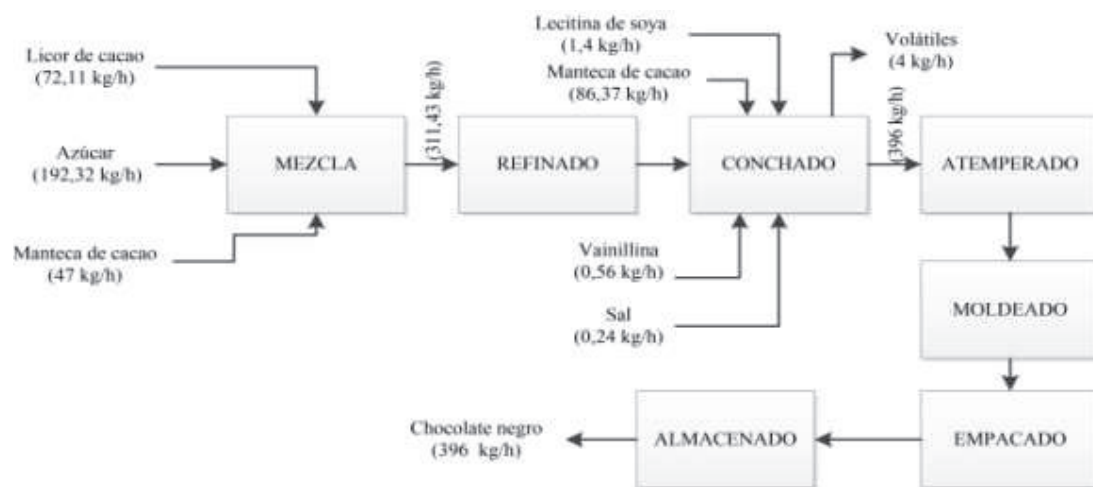 Licor de cacao
(72,11 kg/h)
Azúcar
(192,32 kg/h)
Manteca de cacao
(47 kg/h)
MEZCLA
(311,43 kg/h)
REFINADO
Lecitina de soya
(1,4 kg/h)
Manteca de cacao
(86,37 kg/h)
Volátiles
(4 kg/h)
CONCHADO
(396 kg/h)
Vainillina
(0,56 kg/h)
Sal
(0,24 kg/h)
ATEMPERADO
MOLDEADO
EMPACADO
ALMACENADO
Chocolate negro
(396 kg/h)